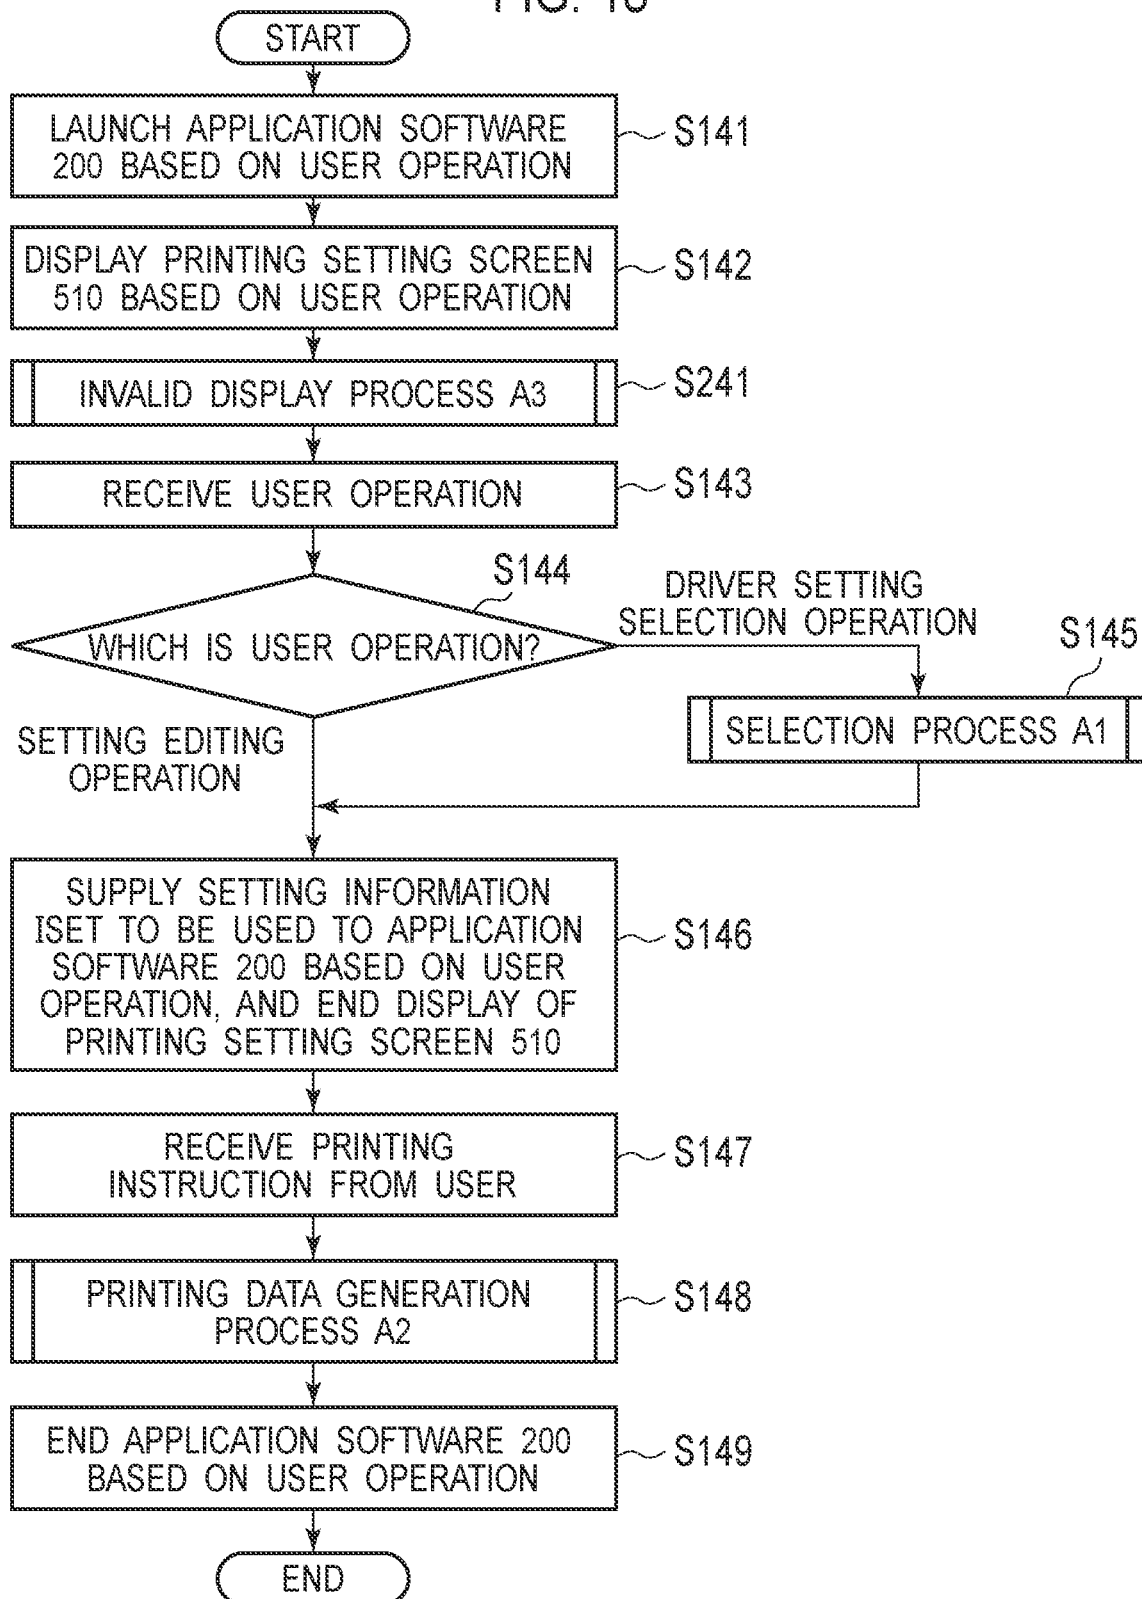 START
LAUNCH APPLICATION SOFTWARE
200 BASED ON USER OPERATION
S141
DISPLAY PRINTING SETTING SCREEN
510 BASED ON USER OPERATION
S142
INVALID DISPLAY PROCESS A3
S241
RECEIVE USER OPERATION
S143
S144
WHICH IS USER OPERATION?
DRIVER SETTING
SELECTION OPERATION
S145
SELECTION PROCESS A1
SETTING EDITING
OPERATION
SUPPLY SETTING INFORMATION
ISET TO BE USED TO APPLICATION
SOFTWARE 200 BASED ON USER
OPERATION, AND END DISPLAY OF
PRINTING SETTING SCREEN 510
S146
RECEIVE PRINTING
INSTRUCTION FROM USER
S147
PRINTING DATA GENERATION
PROCESS A2
S148
END APPLICATION SOFTWARE 200
BASED ON USER OPERATION
S149
END